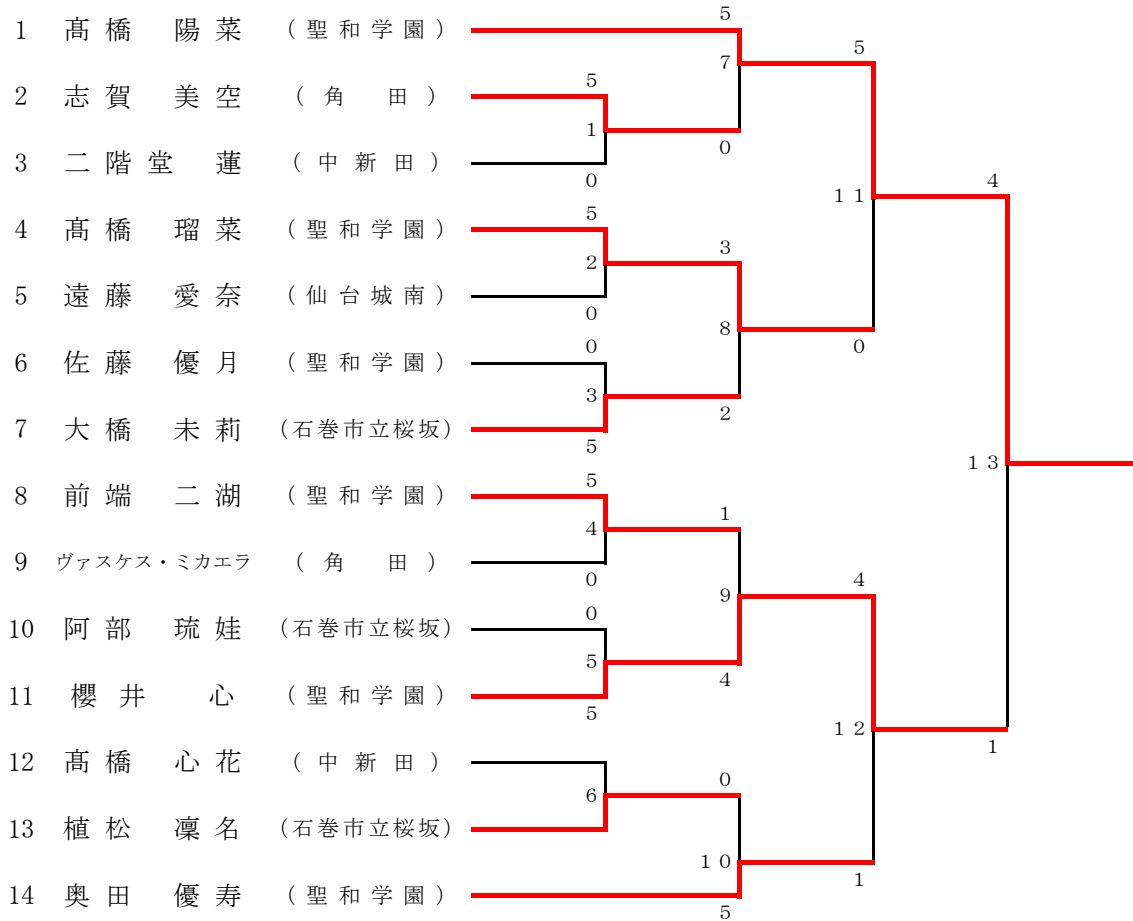 5
1 髙橋 陽菜 (聖和学園)
5
7
2 志賀 美空 (角 田)
5
1
0
3 二階堂 蓮 (中新田)
0
11
4
4 髙橋 瑠菜 (聖和学園)
5
2
3
5 遠藤 愛奈 (仙台城南)
0
8
0
6 佐藤 優月 (聖和学園)
0
3
2
7 大橋 未莉 (石巻市立桜坂)
5
13
8 前端 二湖 (聖和学園)
5
4
1
9 ヴァスケス・ミカエラ (角 田)
0
9
4
10 阿部 琉娃 (石巻市立桜坂)
0
5
4
11 櫻井 心 (聖和学園)
5
12
1
12 髙橋 心花 (中新田)
6
0
13 植松 凜名 (石巻市立桜坂)
10
1
14 奥田 優寿 (聖和学園)
5